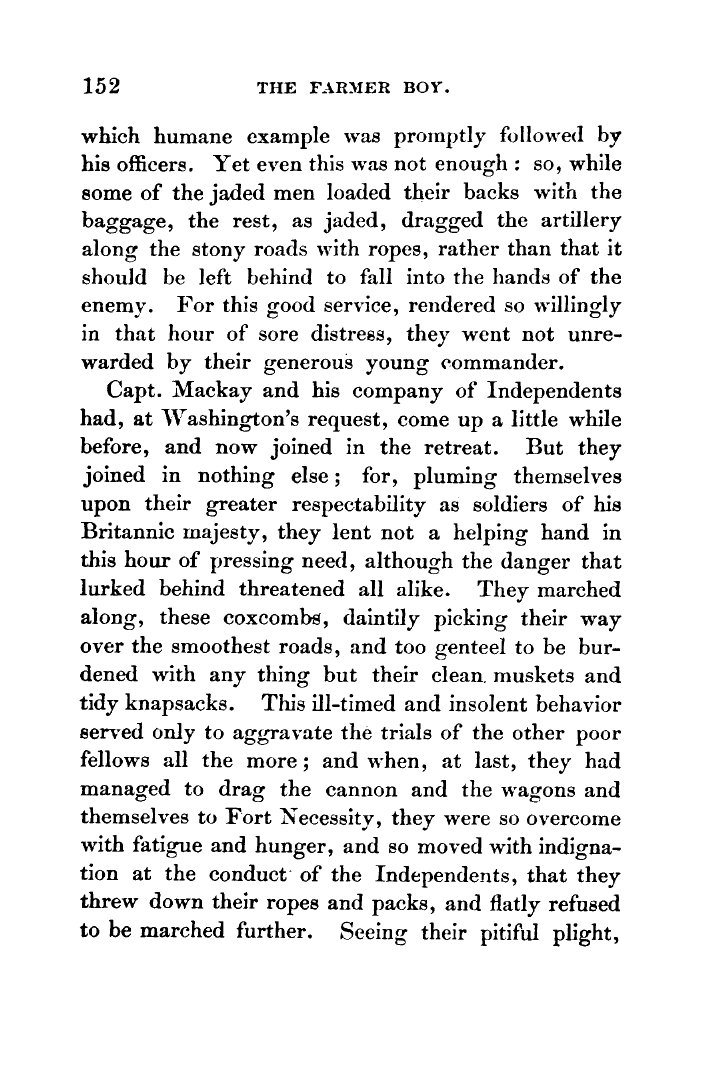 152 THE FARMER BOY.
which humane example was promptly followed by
his officers. Yet even this was not enough : so, while
some of the jaded men loaded their backs with the
baggage, the rest, as jaded, dragged the artillery
along the stony roads with ropes, rather than that it
should be left behind to fall into the hands of the
enemy. For this good service, rendered so willingly
in that hour of sore distress, they went not unre-
warded by their generous young commander.
Capt. Mackay and his company of Independents
had, at Washington's request, come up a little while
before, and now joined in the retreat. But they
joined in nothing else ; for, pluming themselves
upon their greater respectability as soldiers of his
Britannic majesty, they lent not a helping hand in
this hour of pressing need, although the danger that
lurked behind threatened all alike. They marched
along, these coxcombs, daintily picking their way
over the smoothest roads, and too genteel to be bur-
dened with any thing but their clean muskets and
tidy knapsacks. This ill-timed and insolent behavior
served only to aggravate the trials of the other poor
fellows all the more ; and when, at last, they had
managed to drag the cannon and the wagons and
themselves to Fort Necessity, they were so overcome
with fatigue and hunger, and so moved with indigna-
tion at the conduct of the Independents, that they
threw down their ropes and packs, and flatly refused
to be marched further. Seeing their pitiful plight,